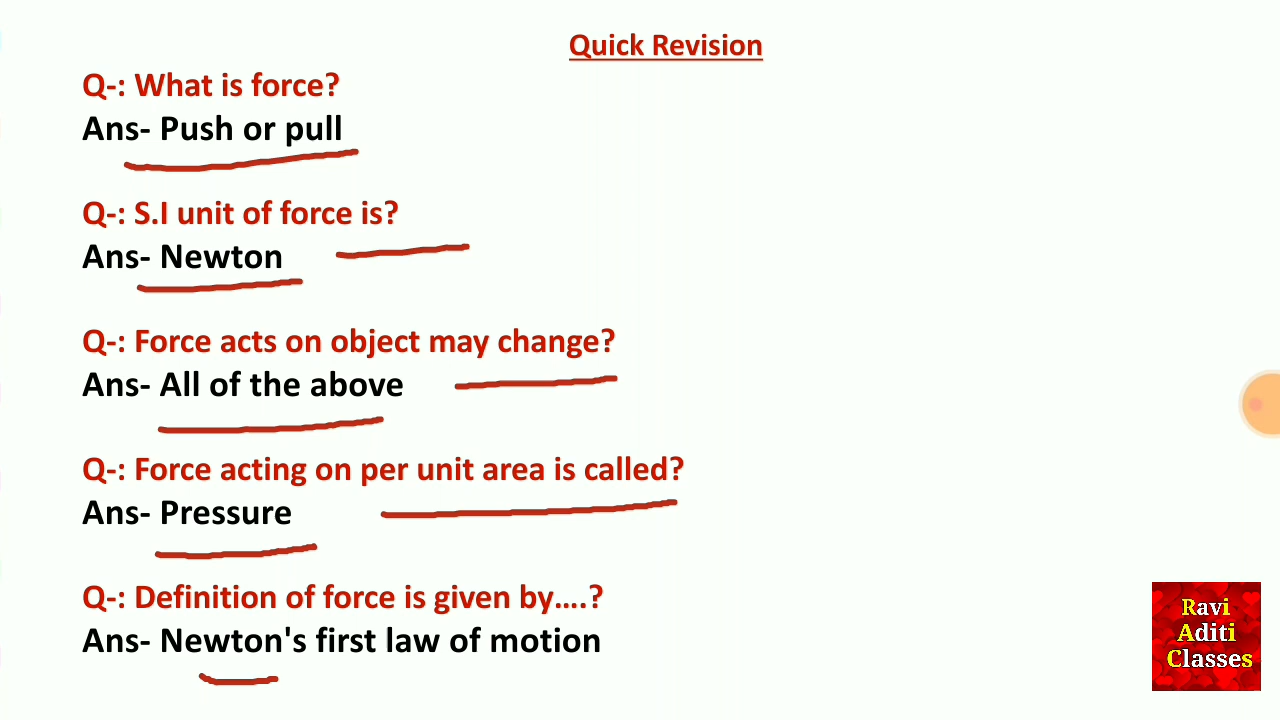 Quick Revision
Q-: What is force?
Ans- Push or pull
Q-: S.I unit of force is?
Ans- Newton
Q-: Force acts on object may change?
Ans- All of the above
Q-: Force acting on per unit area is called?
Ans- Pressure
Q-: Definition of force is given by....?
Ans- Newton's first law of motion
Ravi
Aditi
Classes